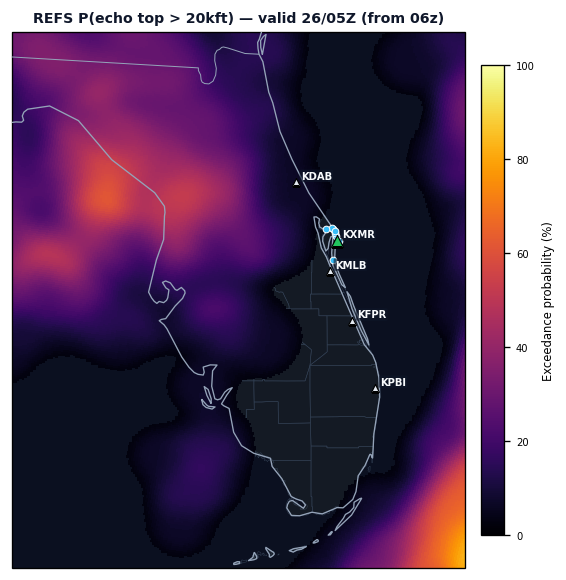 REFS P(echo top > 20kft) — valid 26/05Z (from 06z)
100
KDAB
80
KXMR
KMLB
60
KFPR
40
KPBI
20
0
Exceedance probability (%)